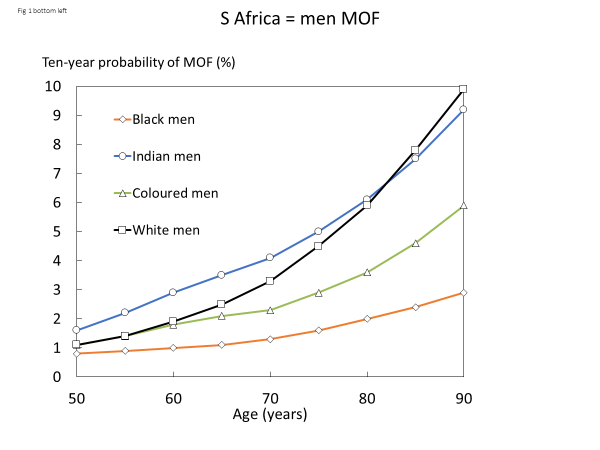 Fig 1 bottom left
S Africa = men MOF
Ten-year probability of MOF (%)
10
9
8
7
6
5
4
3
2
1
0
Black men
Indian men
Coloured men
White men
50 60 70 80 90
Age (years)